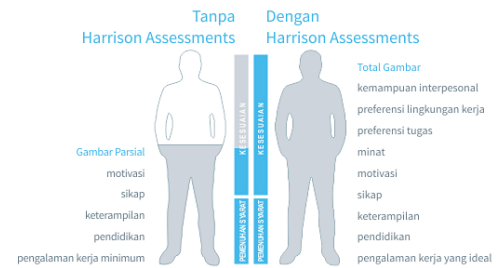 Tanpa
Harrison Assessments
Dengan
Harrison Assessments
Gambar Parsial
motivasi
sikap
keterampilan
pendidikan
pengalaman kerja minimum
KESESUAIAN
PEMENUHAN SYARAT
KESESUAIAN
PEMENUHAN SYARAT
Total Gambar
kemampuan interpesonal
preferensi lingkungan kerja
preferensi tugas
minat
motivasi
sikap
keterampilan
pendidikan
pengalaman kerja yang ideal